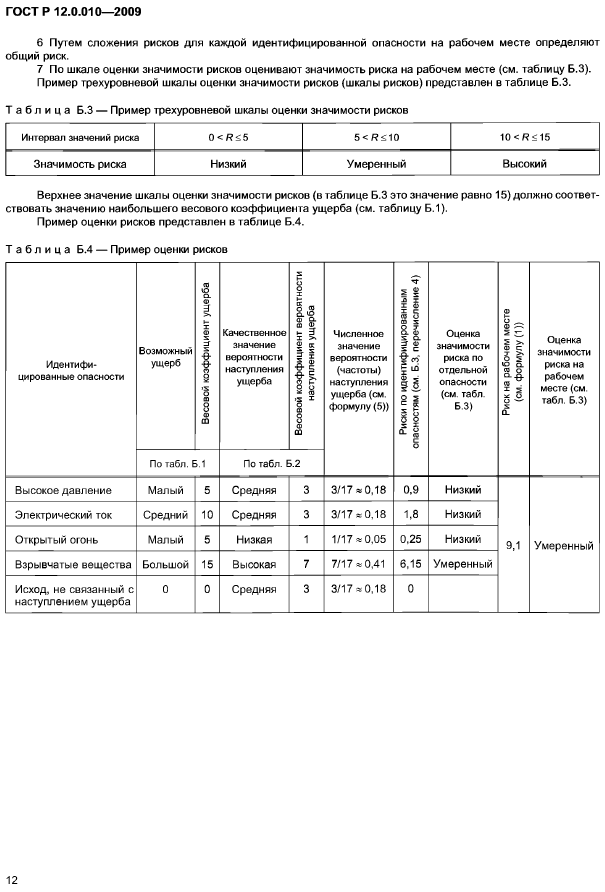 ГОСТ Р 12.0.010—2009
6 Путем сложения рисков для каждой идентифицированной опасности на рабочем месте определяют
общий риск.
7 По шкале оценки значимости рисков оценивают значимость риска на рабочем месте (см. таблицу Б.3).
Пример трехуровневой шкалы оценки значимости рисков (шкалы рисков) представлен в таблице Б.3.
Таблица Б.3 — Пример трехуровневой шкалы оценки значимости рисков
Интервал значений риска 0 < R ≤ 5 5 < R ≤ 10 10 < R ≤ 15
Значимость риска Низкий Умеренный Высокий
Верхнее значение шкалы оценки значимости рисков (в таблице Б.3 это значение равно 15) должно соответ-
ствовать значению наибольшего весового коэффициента ущерба (см. таблицу Б.1).
Пример оценки рисков представлен в таблице Б.4.
Таблица Б.4 — Пример оценки рисков
Идентифи-
цированные опасности
Возможный
ущерб
Весовой коэффициент ущерба
Качественное
значение
вероятности
наступления
ущерба
Весовой коэффициент вероятности
наступления ущерба
Численное
значение
вероятности
(частоты)
наступления
ущерба (см.
формулу (5))
Риски по идентифицированным
опасностям (см. Б.3, перечисление 4)
Оценка
значимости
риска по
отдельной
опасности
(см. табл.
Б.3)
Риск на рабочем месте
(см. формулу (1))
Оценка
значимости
риска на
рабочем
месте (см.
табл. Б.3)
По табл. Б.1 По табл. Б.2
Высокое давление Малый 5 Средняя 3 3/17 ≈ 0,18 0,9 Низкий
Электрический ток Средний 10 Средняя 3 3/17 ≈ 0,18 1,8 Низкий
Открытый огонь Малый 5 Низкая 1 1/17 ≈ 0,05 0,25 Низкий
9,1 Умеренный
Взрывчатые вещества Большой 15 Высокая 7 7/17 ≈ 0,41 6,15 Умеренный
Исход, не связанный с 0 0 Средняя 3 3/17 ≈ 0,18 0
наступлением ущерба
12